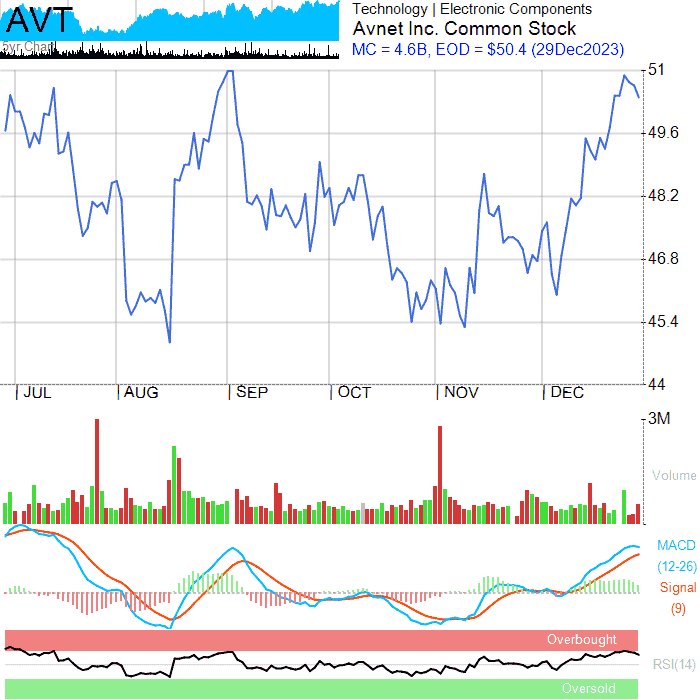 AVT
5yr Chart
Technology | Electronic Components
Avnet Inc. Common Stock
MC = 4.6B, EOD = $50.4 (29Dec2023)
51
49.6
48.2
46.8
45.4
44
| JUL | AUG | SEP | OCT | NOV | DEC
3M
Volume
MACD
(12-26)
Signal
(9)
Overbought
RSI(14)
Oversold